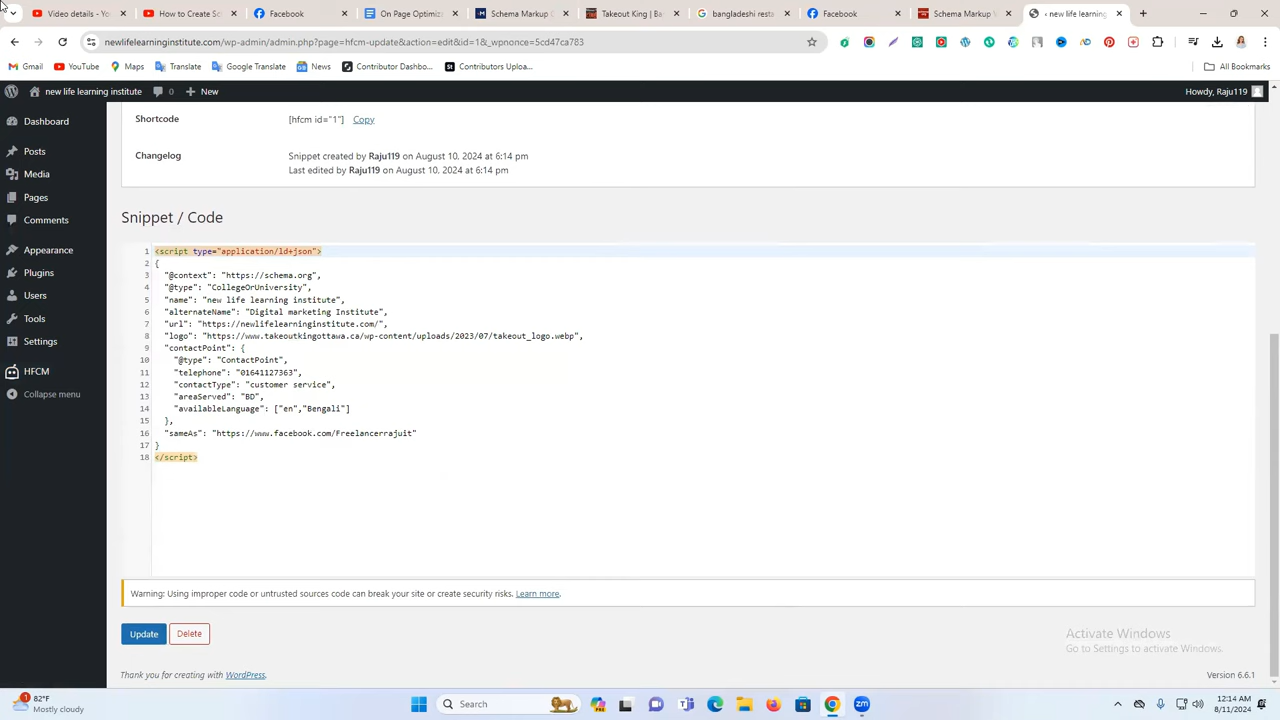 Video details - Y
How to Create Sc
Facebook
On Page Optimiz
Schema Markup G
Takeout King | Ba
bangladeshi resta
Facebook
Schema Markup V
‹ new life learning
newlifelearninginstitute.com/wp-admin/admin.php?page=hfcm-update&action=edit&id=1&_wpnonce=5cd47ca783
Gmail
YouTube
Maps
Translate
Google Translate
News
Contributor Dashbo...
Contributors Uploa...
All Bookmarks
new life learning institute
0
New
Howdy, Raju119
Dashboard
Posts
Media
Pages
Comments
Appearance
Plugins
Users
Tools
Settings
HFCM
Collapse menu
Shortcode
[hfcm id="1"] Copy
Changelog
Snippet created by Raju119 on August 10, 2024 at 6:14 pm
Last edited by Raju119 on August 10, 2024 at 6:14 pm
Snippet / Code
1 <script type="application/ld+json">
2 {
3 "@context": "https://schema.org",
4 "@type": "CollegeOrUniversity",
5 "name": "new life learning institute",
6 "alternateName": "Digital marketing Institute",
7 "url": "https://newlifelearninginstitute.com/",
8 "logo": "https://www.takeoutkingottawa.ca/wp-content/uploads/2023/07/takeout_logo.webp",
9 "contactPoint": {
10 "@type": "ContactPoint",
11 "telephone": "01641127363",
12 "contactType": "customer service",
13 "areaServed": "BD",
14 "availableLanguage": ["en","Bengali"]
15 },
16 "sameAs": "https://www.facebook.com/Freelancerrajuit"
17 }
18 </script>
Warning: Using improper code or untrusted sources code can break your site or create security risks. Learn more.
Update
Delete
Activate Windows
Go to Settings to activate Windows.
Thank you for creating with WordPress.
Version 6.6.1
1
82°F
Mostly cloudy
Search
zm
12:14 AM
8/11/2024